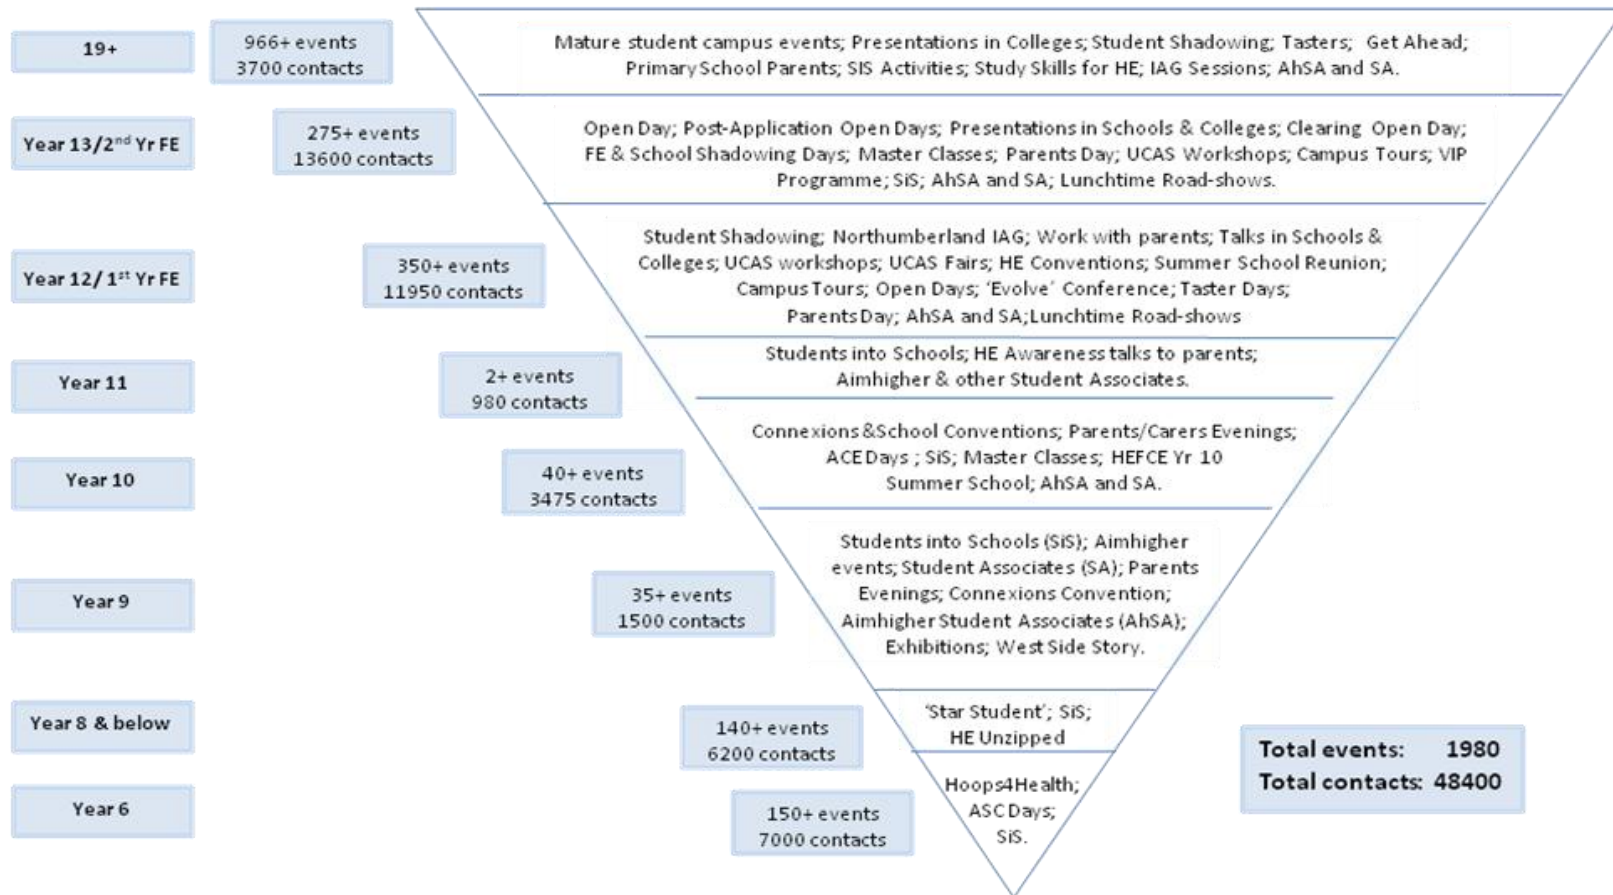 19+
966+ events
3700 contacts
Mature student campus events; Presentations in Colleges; Student Shadowing; Tasters; Get Ahead;
Primary School Parents; SIS Activities; Study Skills for HE; IAG Sessions; AhSA and SA.
Year 13/2nd Yr FE
275+ events
13600 contacts
Open Day; Post-Application Open Days; Presentations in Schools & Colleges; Clearing Open Day;
FE & School Shadowing Days; Master Classes; Parents Day; UCAS Workshops; Campus Tours; VIP
Programme; SiS; AhSA and SA; Lunchtime Road-shows.
Year 12/ 1st Yr FE
350+ events
11950 contacts
Student Shadowing; Northumberland IAG; Work with parents; Talks in Schools &
Colleges; UCAS workshops; UCAS Fairs; HE Conventions; Summer School Reunion;
Campus Tours; Open Days; ‘Evolve’ Conference; Taster Days;
Parents Day; AhSA and SA;Lunchtime Road-shows
Year 11
2+ events
980 contacts
Students into Schools; HE Awareness talks to parents;
Aimhigher & other Student Associates.
Year 10
40+ events
3475 contacts
Connexions &School Conventions; Parents/Carers Evenings;
ACE Days ; SiS; Master Classes; HEFCE Yr 10
Summer School; AhSA and SA.
Year 9
35+ events
1500 contacts
Students into Schools (SiS); Aimhigher
events; Student Associates (SA); Parents
Evenings; Connexions Convention;
Aimhigher Student Associates (AhSA);
Exhibitions; West Side Story.
Year 8 & below
140+ events
6200 contacts
‘Star Student’; SiS;
HE Unzipped
Year 6
150+ events
7000 contacts
Hoops4Health;
ASC Days;
SiS.
Total events: 1980
Total contacts: 48400